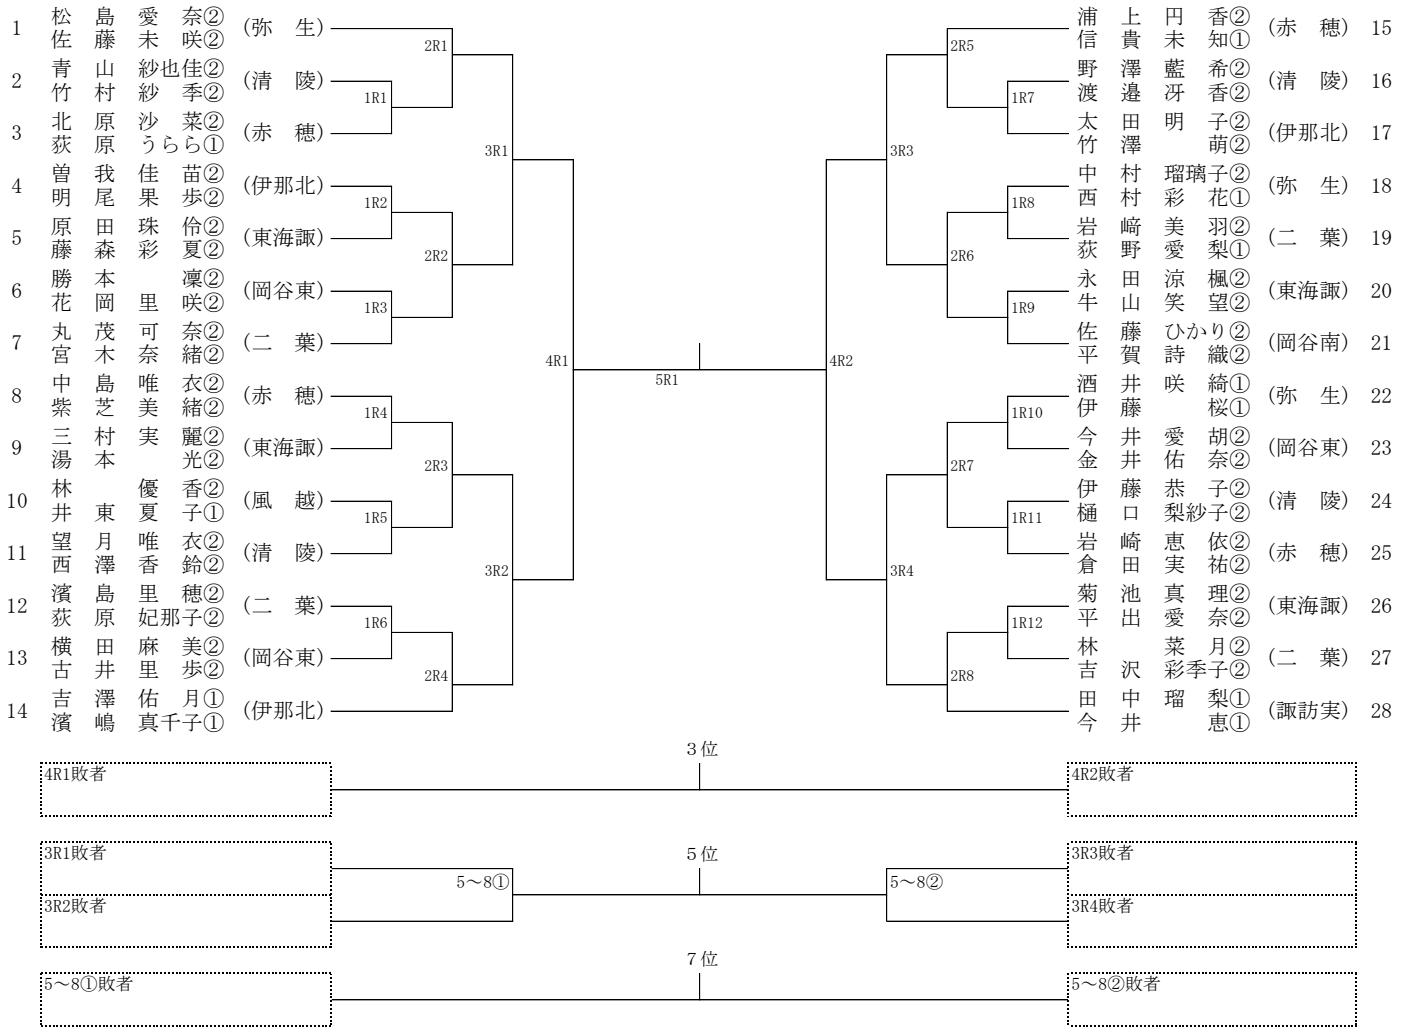 1 松島愛奈② 佐藤未咲② (弥生)
2 青山紗也佳② 竹村紗季② (清陵)
3 北原沙菜② 荻原うらら① (赤穂)
4 曽我佳苗② 明尾果歩② (伊那北)
5 原田珠伶② 藤森彩夏② (東海諏)
6 勝本凜② 花岡里咲② (岡谷東)
7 丸茂可奈② 宮木奈緒② (二葉)
8 中島唯衣② 紫芝美緒② (赤穂)
9 三村実麗② 湯本光② (東海諏)
10 林優香② 井東夏子① (風越)
11 望月唯衣② 西澤香鈴② (清陵)
12 濱島里穂② 荻原妃那子② (二葉)
13 横田麻美② 古井里歩② (岡谷東)
14 吉澤佑月① 濱嶋真千子① (伊那北)
1R1
1R2
1R3
1R4
1R5
1R6
2R1
2R2
2R3
2R4
3R1
3R2
4R1
5R1
4R2
3R3
3R4
2R5
2R6
2R7
2R8
1R7
1R8
1R9
1R10
1R11
1R12
浦上円香② 信貴未知① (赤穂) 15
野澤藍希② 渡邉冴香② (清陵) 16
太田明子② 竹澤萌② (伊那北) 17
中村瑠璃子② 西村彩花① (弥生) 18
岩﨑美羽② 荻野愛梨① (二葉) 19
永田涼楓② 牛山笑望② (東海諏) 20
佐藤ひかり② 平賀詩織② (岡谷南) 21
酒井咲綺① 伊藤桜① (弥生) 22
今井愛胡② 金井佑奈② (岡谷東) 23
伊藤恭子② 樋口梨紗子② (清陵) 24
岩崎恵依② 倉田実祐② (赤穂) 25
菊池真理② 平出愛奈② (東海諏) 26
林菜月② 吉沢彩季子② (二葉) 27
田中瑠梨① 今井恵① (諏訪実) 28
3位
4R1敗者
4R2敗者
5位
3R1敗者
3R2敗者
5～8①
5～8②
3R3敗者
3R4敗者
7位
5～8①敗者
5～8②敗者